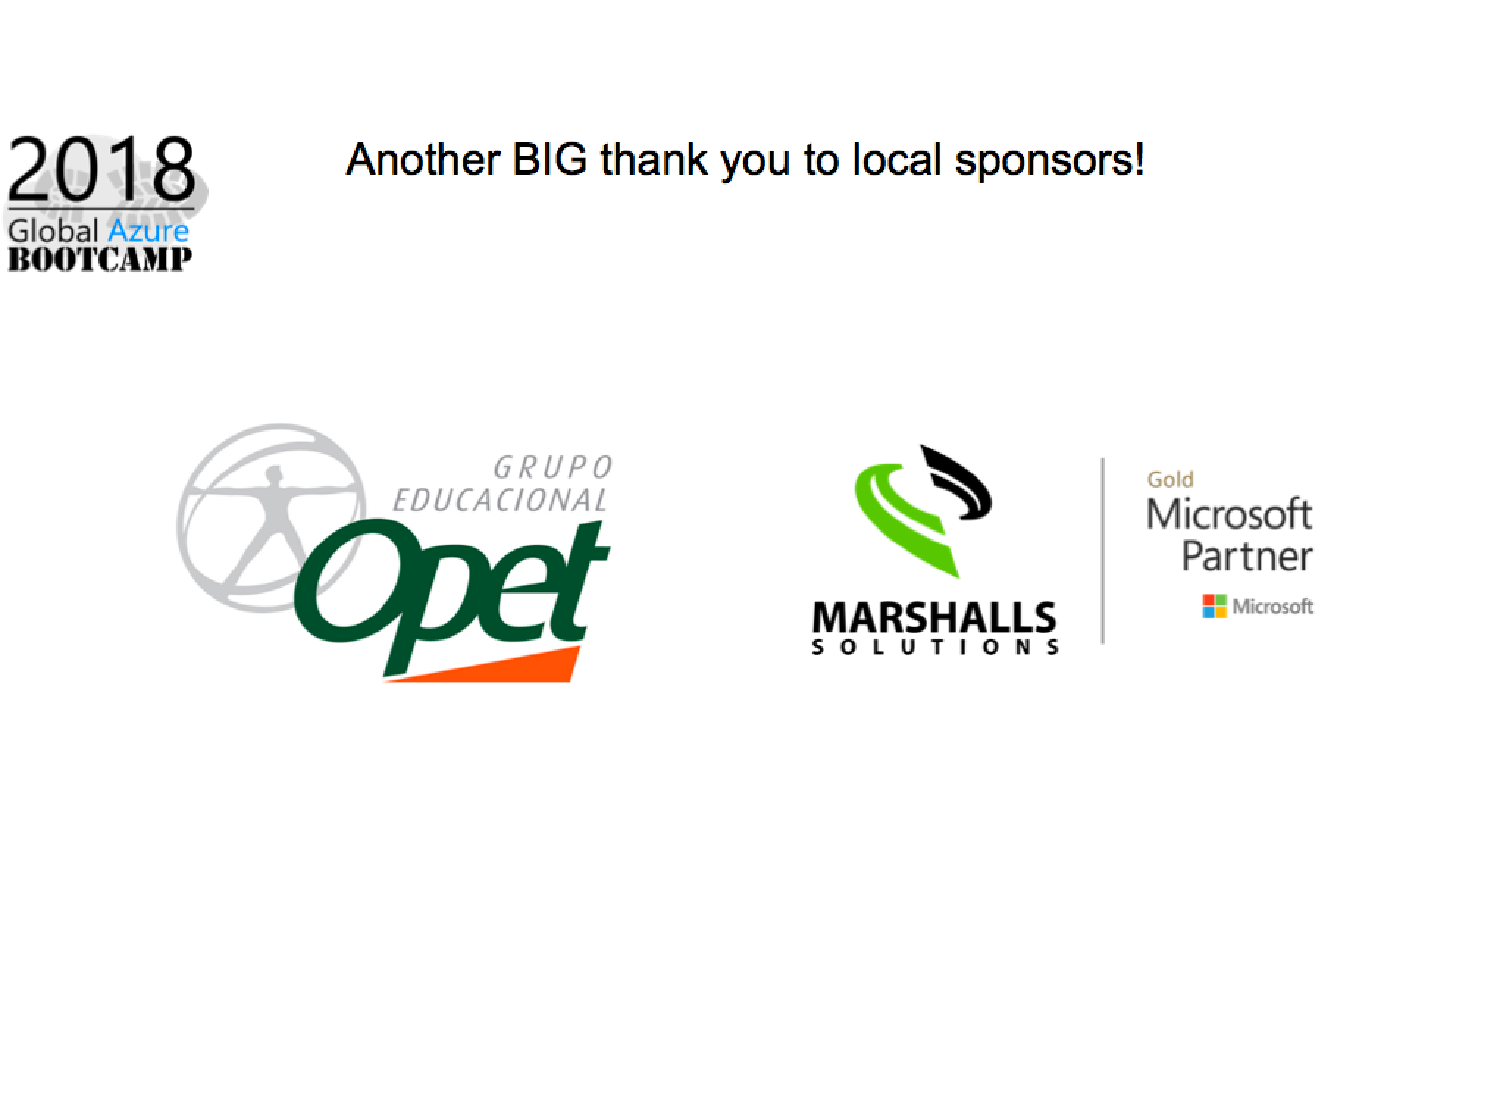 2018
Global Azure
BOOTCAMP
Another BIG thank you to local sponsors!
GRUPO
EDUCACIONAL
Opet
MARSHALLS
SOLUTIONS
Gold
Microsoft
Partner
Microsoft